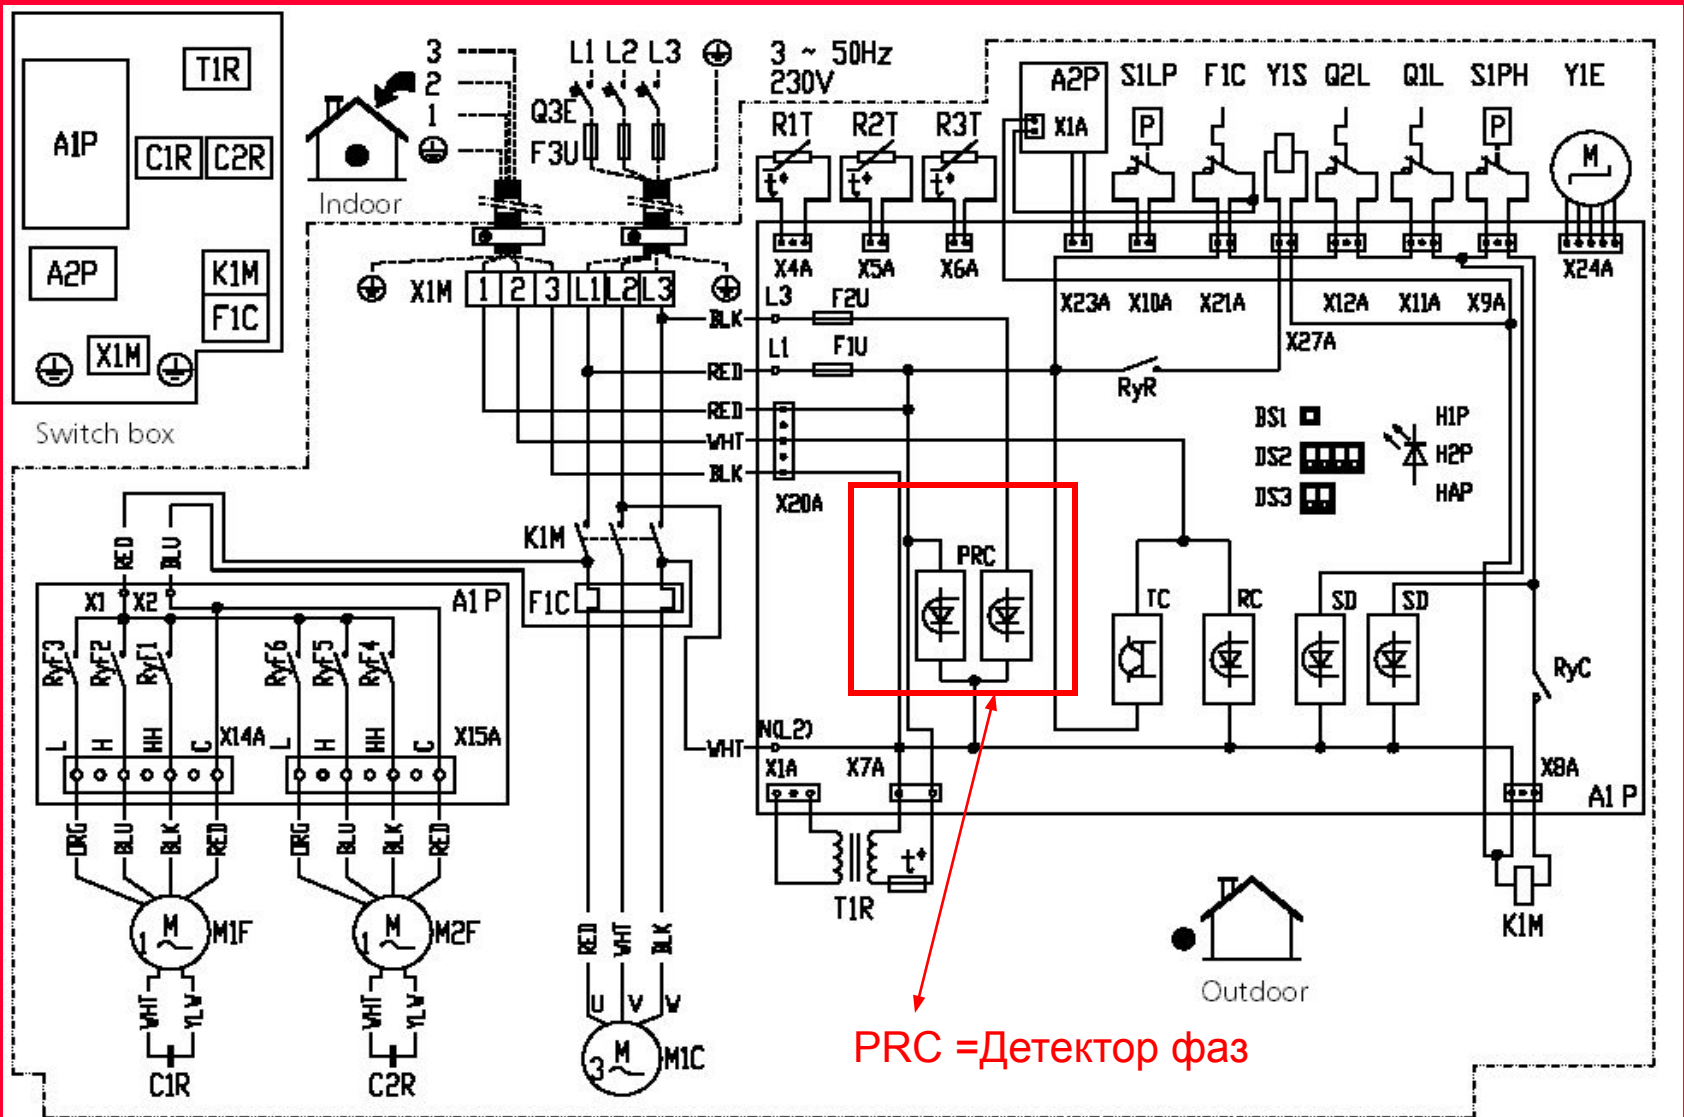 T1R
A1P
C1R C2R
A2P
K1M
F1C
X1M
Switch box
3
2
1
Indoor
L1 L2 L3
Q3E
F3U
3 ~ 50Hz
230V
R1T R2T R3T
t°
t°
t°
A2P
X1A
S1LP F1C Y1S Q2L Q1L S1PH Y1E
P
P
M
X4A X5A X6A
X23A X10A X21A X12A X11A X9A X24A
X27A
X1M 1 2 3 L1 L2 L3
BLK L3 F2U
RED L1 F1U
RED
WHT
BLK
X20A
RyR
DS1
DS2
DS3
H1P
H2P
HAP
K1M
F1C
PRC
TC RC SD SD
RyC
RED BLU
X1 X2 A1P
RyF3 RyF2 RyF1 RyF6 RyF5 RyF4
L H HH C X14A L H HH C X15A
ORG BLU BLK RED ORG BLU BLK RED
M
1~
M1F
M
1~
M2F
WHT YLW WHT YLW
C1R C2R
WHT N(L2)
X1A X7A X8A
A1P
t°
T1R
K1M
RED WHT BLK
U V W
M
3~
M1C
Outdoor
PRC =Детектор фаз